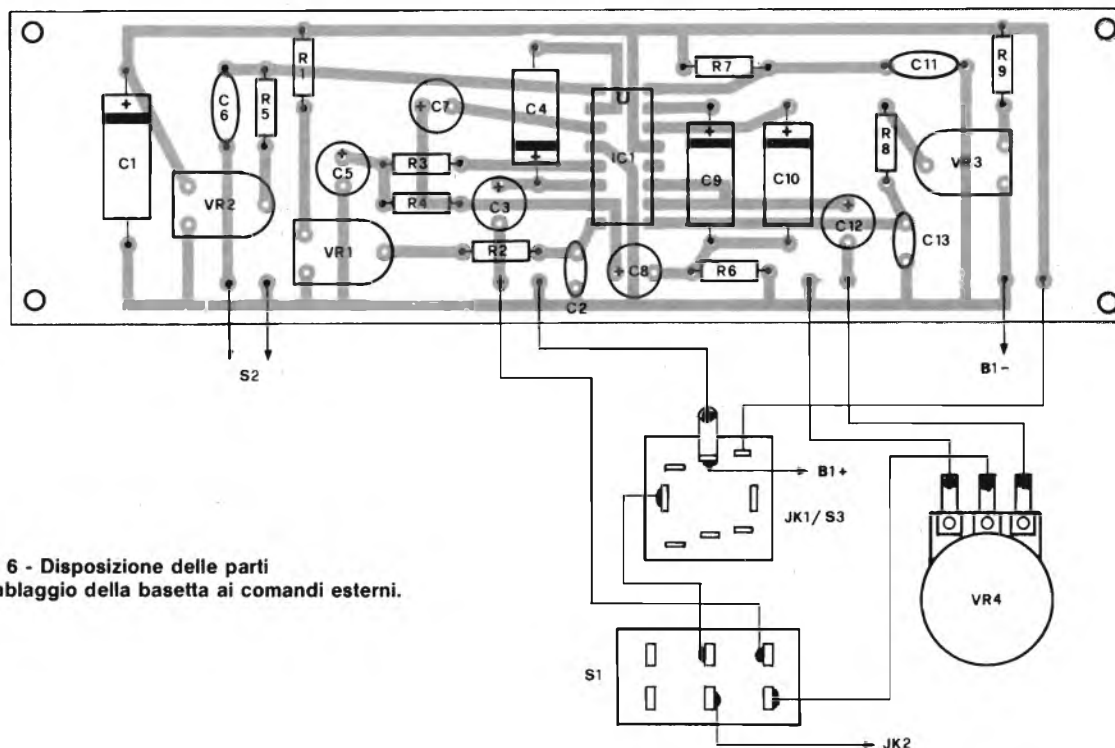 R1
R7
C11
R9
C6
R5
C7
C4
C1
IC1
R8
VR3
C5
R3
R4
C3
C9
C10
VR2
C12
VR1
R2
C13
C2
C8
R6
S2
B1-
B1+
JK1/S3
6 - Disposizione delle parti
blaggio della basetta ai comandi esterni.
VR4
S1
JK2